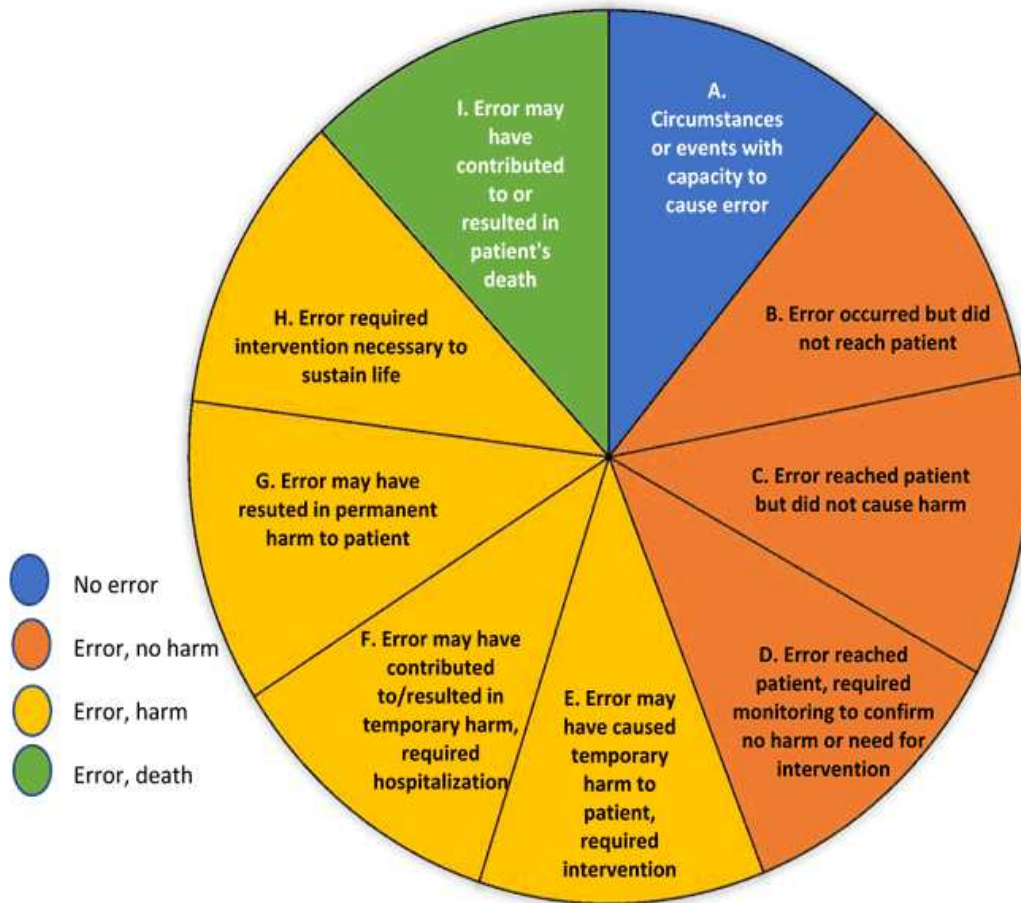 A.
Circumstances
or events with
capacity to
cause error
B. Error occurred but did
not reach patient
C. Error reached patient
but did not cause harm
D. Error reached
patient, required
monitoring to confirm
no harm or need for
intervention
E. Error may
have caused
temporary
harm to
patient,
required
intervention
F. Error may have
contributed
to/resulted in
temporary harm,
required
hospitalization
G. Error may have
resuted in permanent
harm to patient
H. Error required
intervention necessary to
sustain life
I. Error may
have
contributed
to or
resulted in
patient's
death
No error
Error, no harm
Error, harm
Error, death